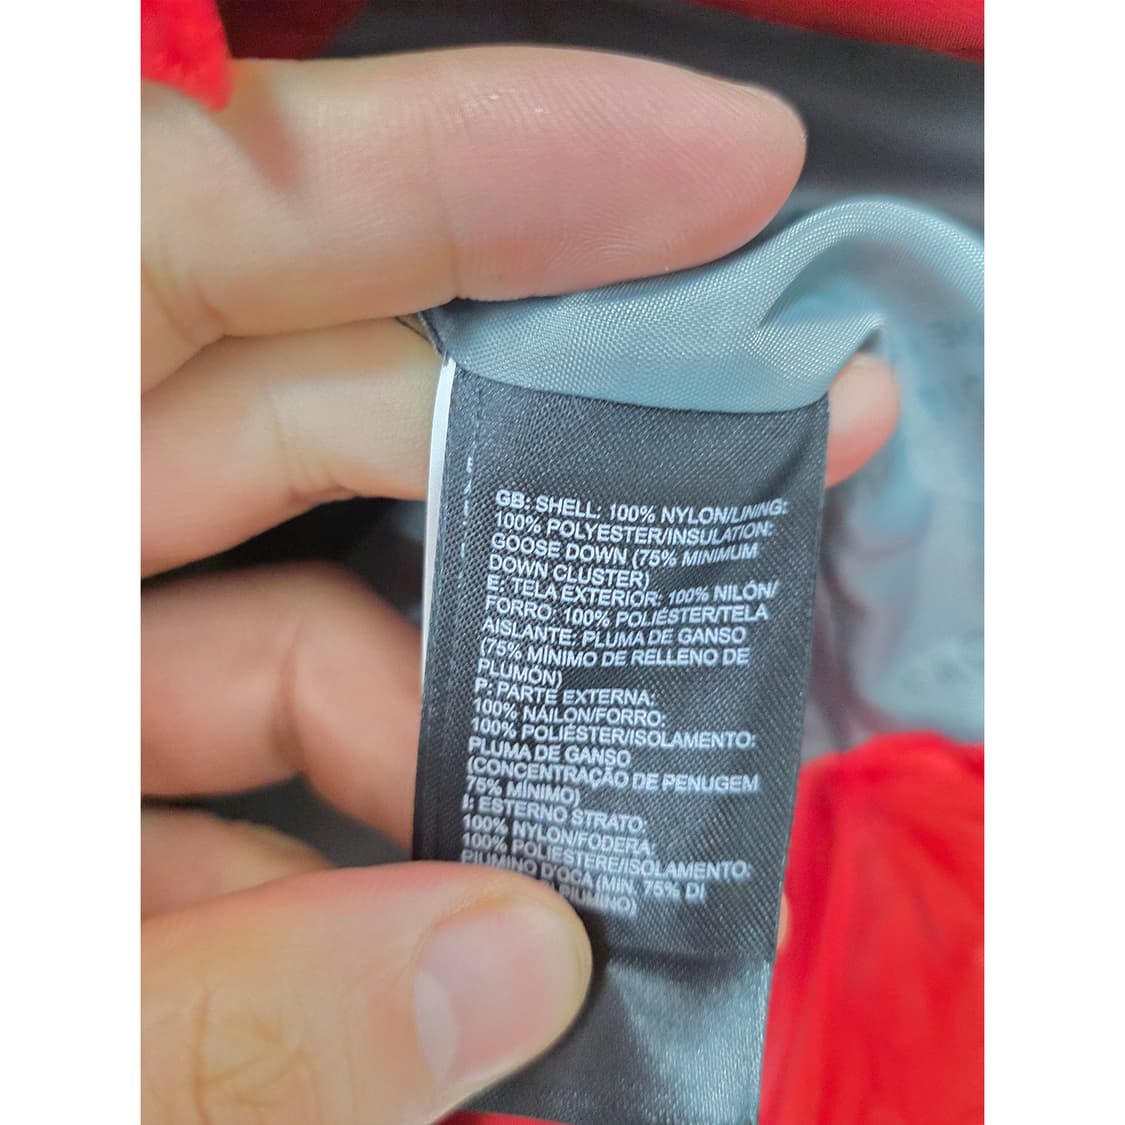 GB: SHELL: 100% NYLON/LINING:
100% POLYESTER/INSULATION:
GOOSE DOWN (75% MINIMUM
DOWN CLUSTER)
E: TELA EXTERIOR: 100% NILÓN/
FORRO: 100% POLIÉSTER/TELA
AISLANTE: PLUMA DE GANSO
(75% MÍNIMO DE RELLENO DE
PLUMÓN)
P: PARTE EXTERNA:
100% NÁILON/FORRO:
100% POLIÉSTER/ISOLAMENTO:
PLUMA DE GANSO
(CONCENTRAÇÃO DE PENUGEM
75% MÍNIMO)
I: ESTERNO STRATO:
100% NYLON/FODERA:
100% POLIESTERE/ISOLAMENTO:
PIUMINO D'OCA (MIN. 75% DI
PIUMINO)